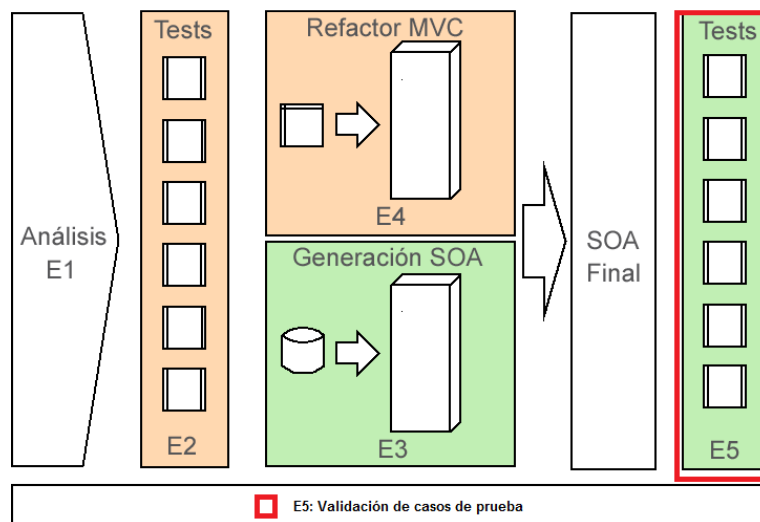 Análisis
E1
Tests
E2
Refactor MVC
E4
Generación SOA
E3
SOA
Final
Tests
E5
E5: Validación de casos de prueba